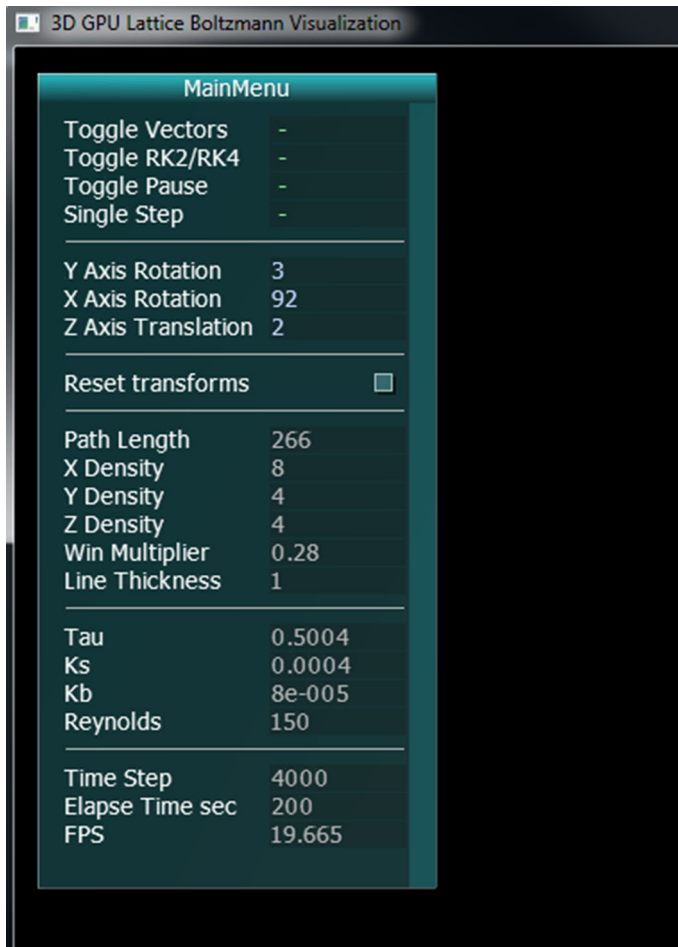 3D GPU Lattice Boltzmann Visualization
MainMenu
Toggle Vectors -
Toggle RK2/RK4 -
Toggle Pause -
Single Step -
Y Axis Rotation 3
X Axis Rotation 92
Z Axis Translation 2
Reset transforms
Path Length 266
X Density 8
Y Density 4
Z Density 4
Win Multiplier 0.28
Line Thickness 1
Tau 0.5004
Ks 0.0004
Kb 8e-005
Reynolds 150
Time Step 4000
Elapse Time sec 200
FPS 19.665